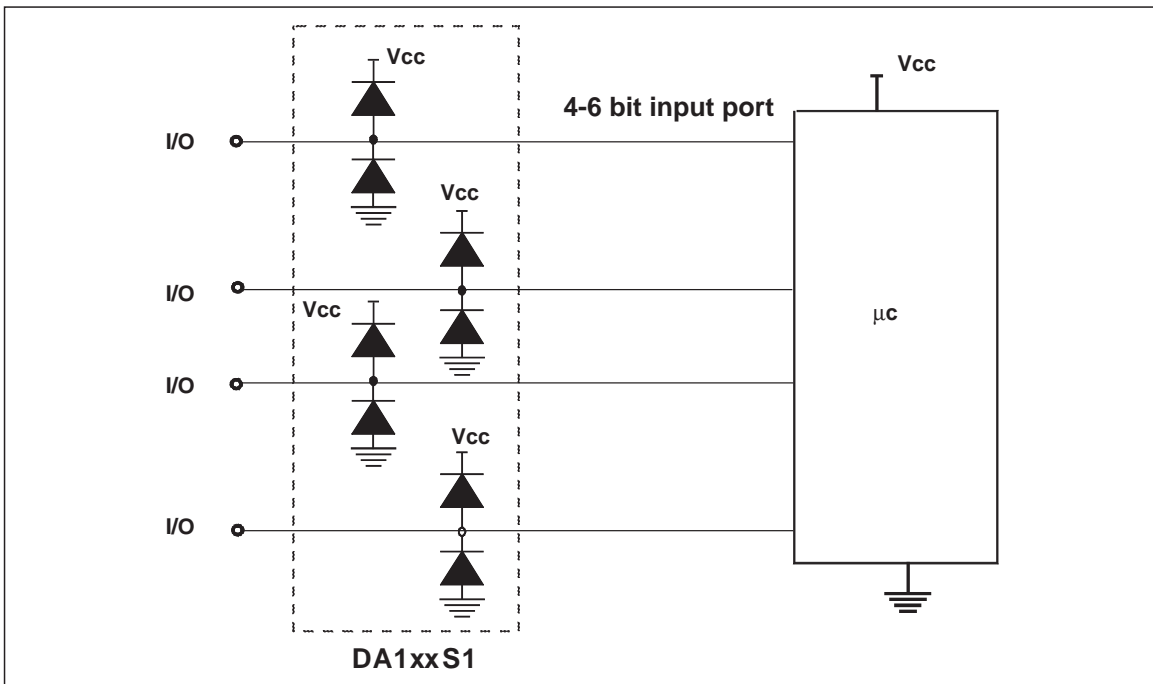 Vcc
Vcc
4-6 bit input port
I/O
Vcc
I/O
Vcc
μc
I/O
Vcc
I/O
DA1xxS1